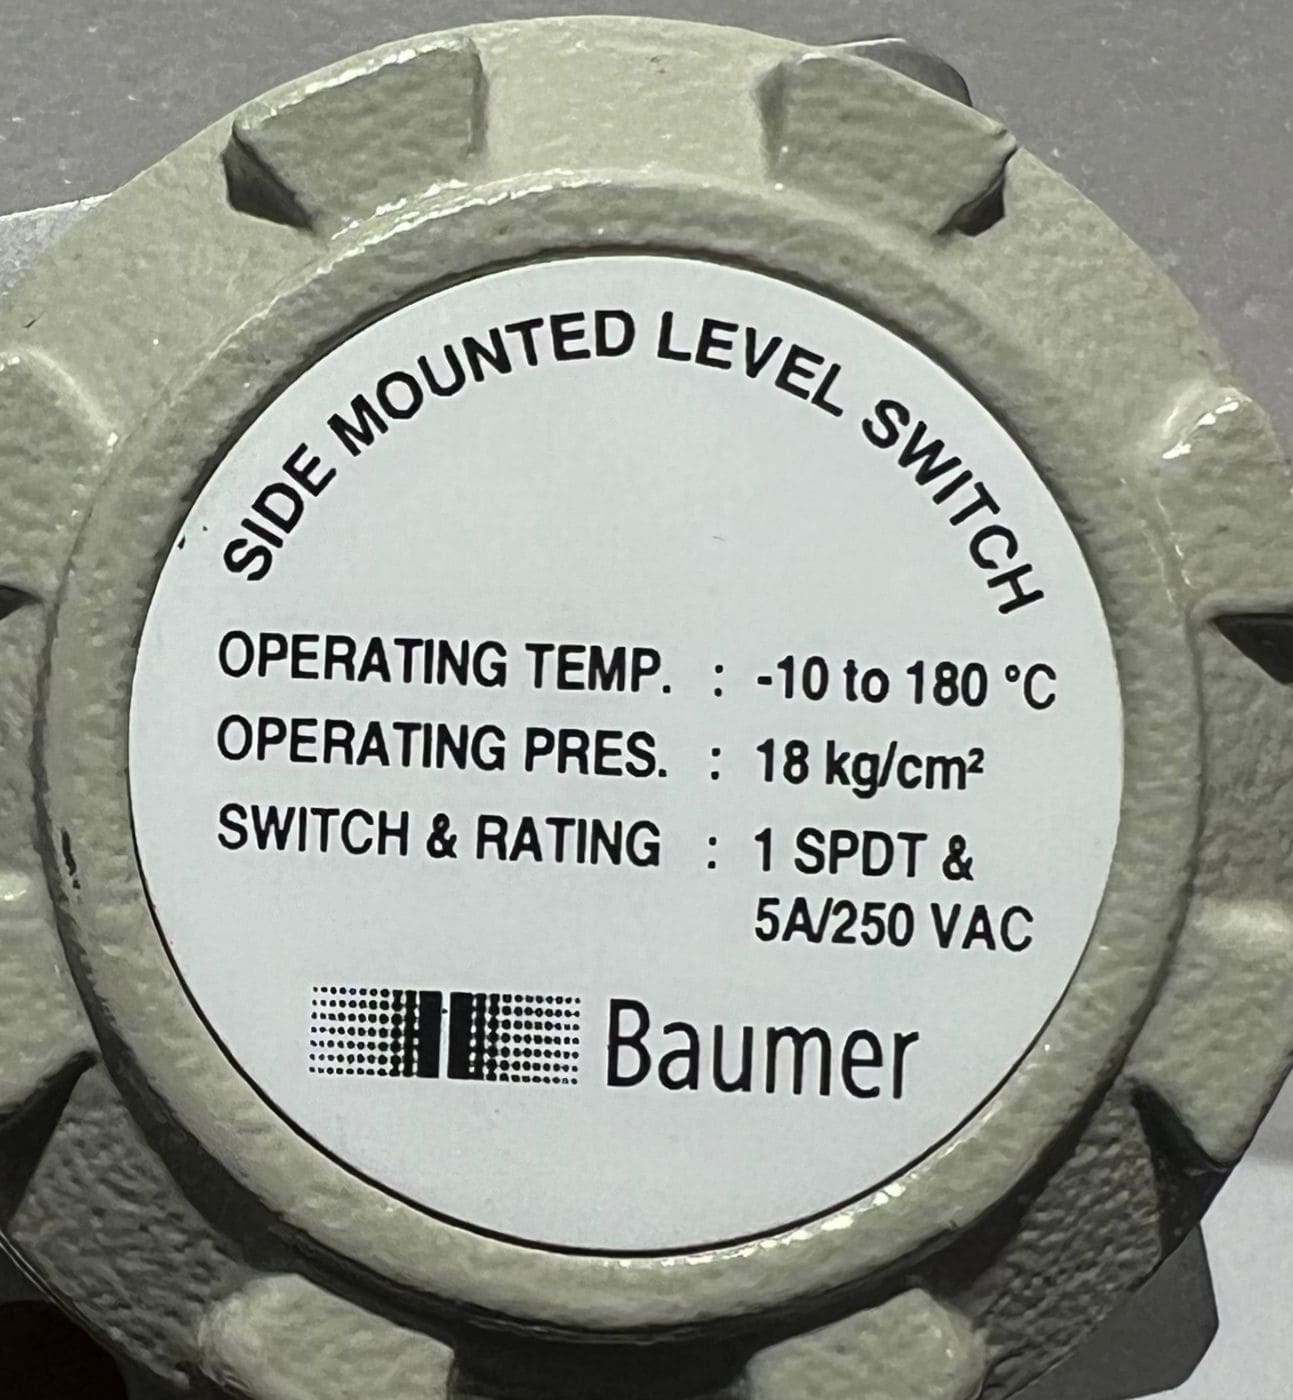 SIDE MOUNTED LEVEL SWITCH
OPERATING TEMP. : -10 to 180 °C
OPERATING PRES. : 18 kg/cm²
SWITCH & RATING : 1 SPDT &
5A/250 VAC
Baumer